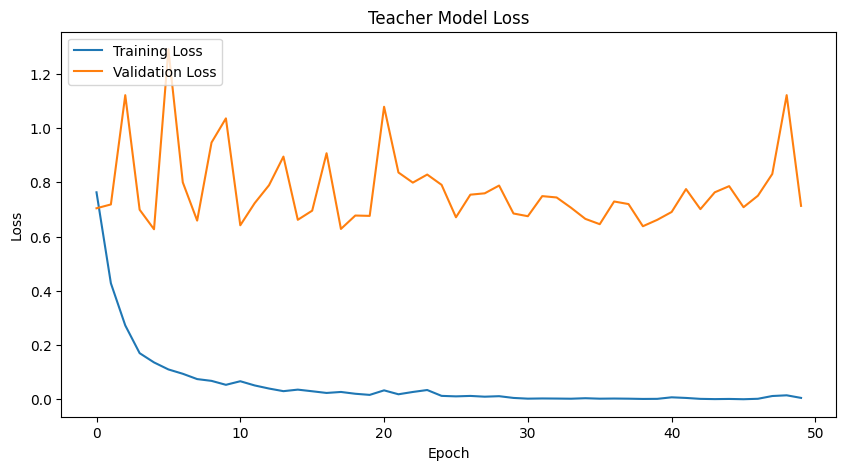 Teacher Model Loss
Training Loss
Validation Loss
Loss
1.2
1.0
0.8
0.6
0.4
0.2
0.0
0 10 20 30 40 50
Epoch